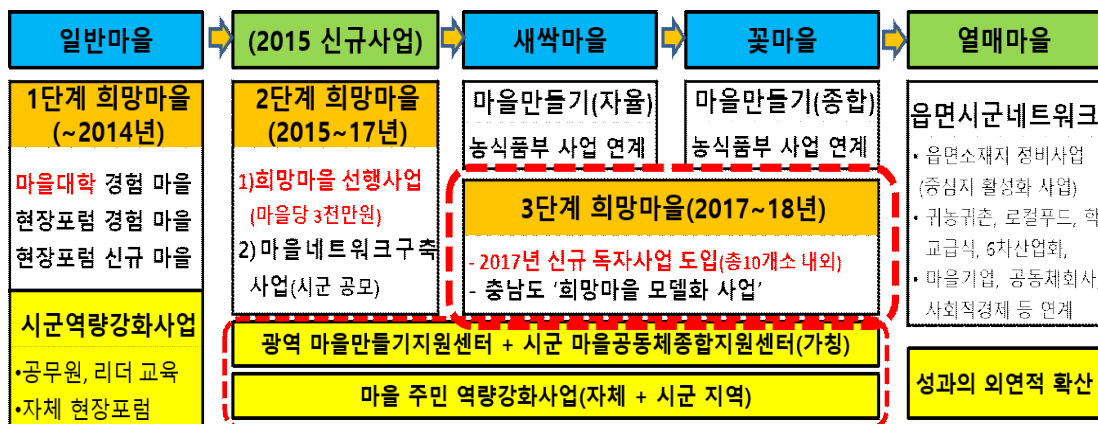 일반마을
(2015 신규사업)
새싹마을
꽃마을
열매마을
1단계 희망마을
(~2014년)
마을대학 경험 마을
현장포럼 경험 마을
현장포럼 신규 마을
시군역량강화사업
•공무원, 리더 교육
•자체 현장포럼
2단계 희망마을
(2015~17년)
1)희망마을 선행사업
(마을당 3천만원)
2)마을네트워크구축
사업(시군 공모)
마을만들기(자율)
농식품부 사업 연계
마을만들기(종합)
농식품부 사업 연계
3단계 희망마을(2017~18년)
- 2017년 신규 독자사업 도입(총10개소 내외)
- 충남도 ‘희망마을 모델화 사업’
광역 마을만들기지원센터 + 시군 마을공동체종합지원센터(가칭)
마을 주민 역량강화사업(자체 + 시군 지역)
읍면시군네트워크
• 읍면소재지 정비사업
(중심지 활성화 사업)
• 귀농귀촌, 로컬푸드, 학
교급식, 6차산업화,
• 마을기업, 공동체회사,
사회적경제 등 연계
성과의 외연적 확산